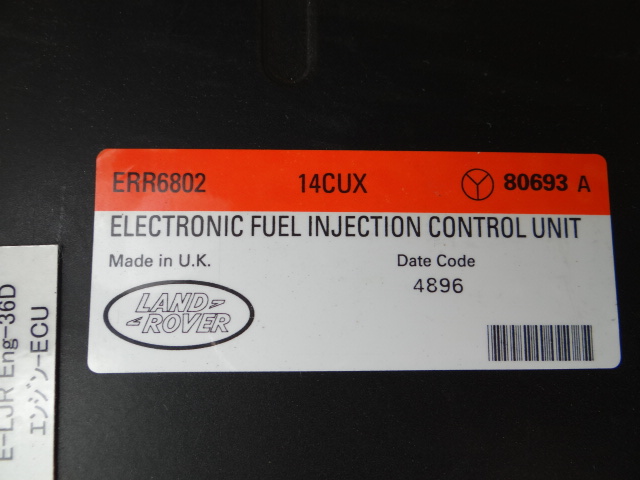 ERR6802 14CUX 80693 A
ELECTRONIC FUEL INJECTION CONTROL UNIT
Made in U.K. Date Code
4896
LAND
ROVER
E-LJR Eng-36D
エンジン-ECU